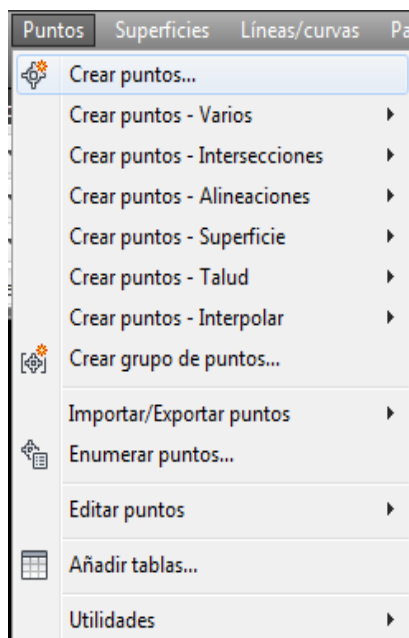 Puntos Superficies Líneas/curvas Pa
Crear puntos...
Crear puntos - Varios
Crear puntos - Intersecciones
Crear puntos - Alineaciones
Crear puntos - Superficie
Crear puntos - Talud
Crear puntos - Interpolar
Crear grupo de puntos...
Importar/Exportar puntos
Enumerar puntos...
Editar puntos
Añadir tablas...
Utilidades